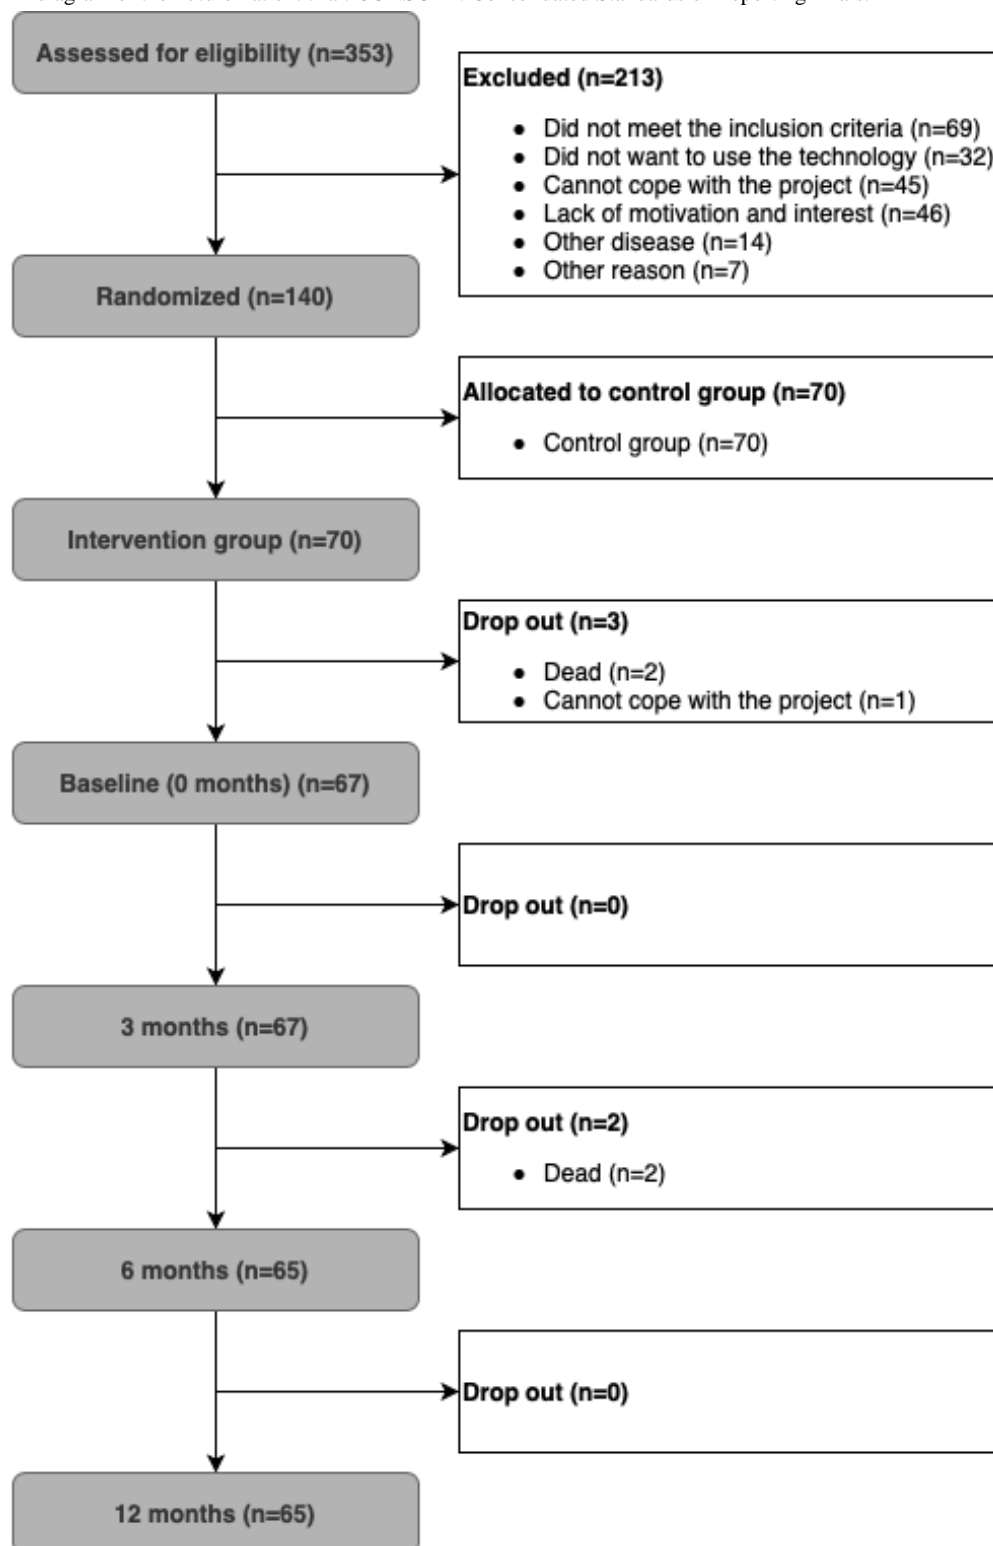 Assessed for eligibility (n=353)
Excluded (n=213)
• Did not meet the inclusion criteria (n=69)
• Did not want to use the technology (n=32)
• Cannot cope with the project (n=45)
• Lack of motivation and interest (n=46)
• Other disease (n=14)
• Other reason (n=7)
Randomized (n=140)
Allocated to control group (n=70)
• Control group (n=70)
Intervention group (n=70)
Drop out (n=3)
• Dead (n=2)
• Cannot cope with the project (n=1)
Baseline (0 months) (n=67)
Drop out (n=0)
3 months (n=67)
Drop out (n=2)
• Dead (n=2)
6 months (n=65)
Drop out (n=0)
12 months (n=65)